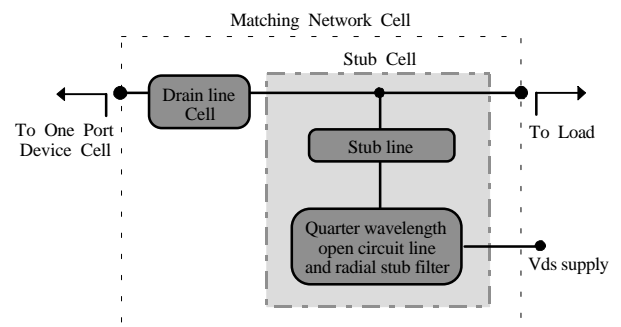 Matching Network Cell
Stub Cell
Drain line
Cell
To One Port
Device Cell
To Load
Stub line
Quarter wavelength
open circuit line
and radial stub filter
Vds supply